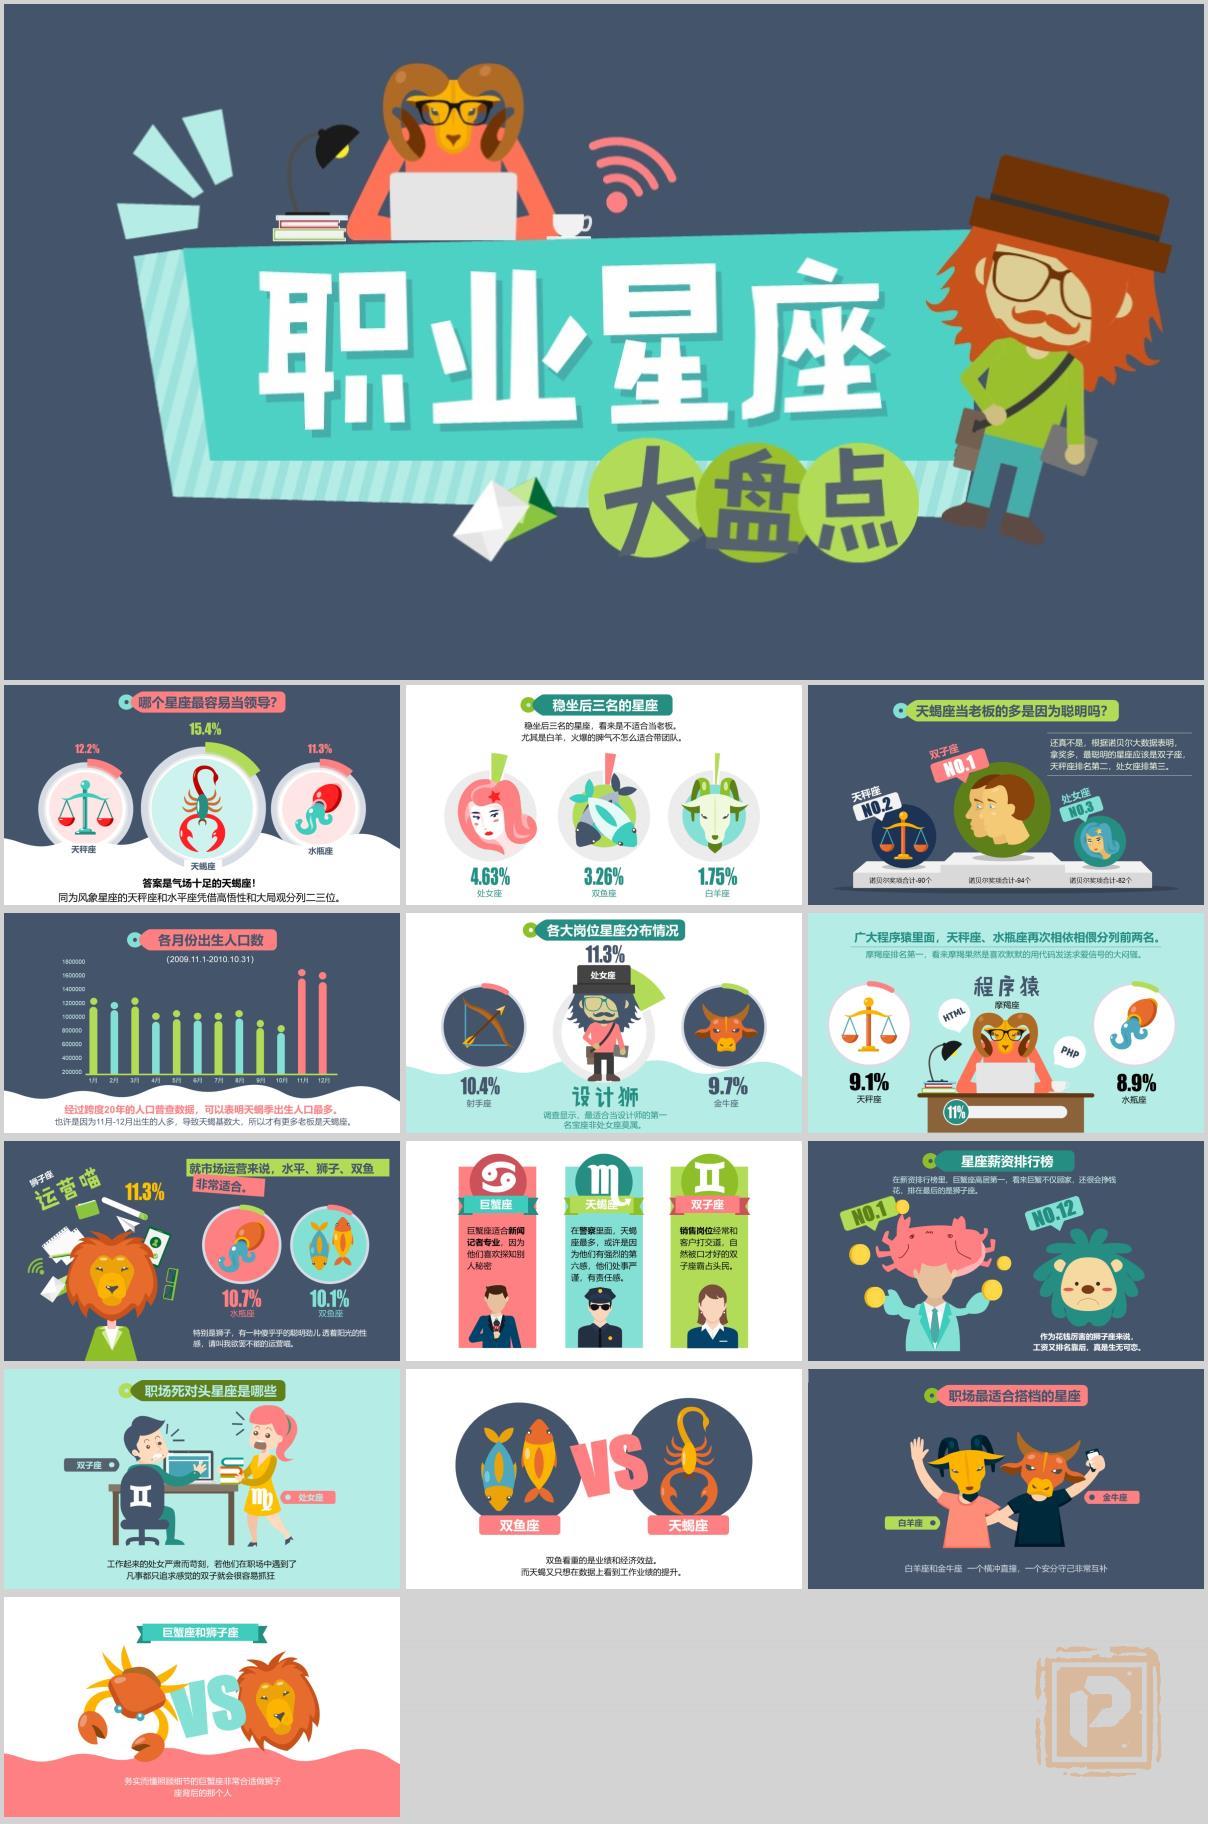 职业星座
大盘点
哪个星座最容易当领导?
15.4%
12.2%
11.3%
天秤座
天蝎座
水瓶座
答案是气场十足的天蝎座！
同为风象星座的天秤座和水平座凭借高悟性和大局观分列二三位。
稳坐后三名的星座
稳坐后三名的星座，看来是不适合当老板。
尤其是白羊，火爆的脾气不怎么适合带团队。
4.63%
3.26%
1.75%
处女座
双鱼座
白羊座
天蝎座当老板的多是因为聪明吗?
还真不是，根据诺贝尔大数据表明，
拿奖多，最聪明的星座应该是双子座，
天秤座排名第二，处女座排第三。
双子座
NO.1
天秤座
NO.2
处女座
NO.3
诺贝尔奖项合计-90个
诺贝尔奖项合计-94个
诺贝尔奖项合计-82个
各月份出生人口数
(2009.11.1-2010.10.31)
1800000
1600000
1400000
1200000
1000000
800000
600000
400000
200000
1月 2月 3月 4月 5月 6月 7月 8月 9月 10月 11月 12月
经过跨度20年的人口普查数据，可以表明天蝎季出生人口最多。
也许是因为11月-12月出生的人多，导致天蝎基数大，所以才有更多老板是天蝎座。
各大岗位星座分布情况
11.3%
处女座
10.4%
射手座
9.7%
金牛座
设计狮
调查显示，最适合当设计师的第一
名宝座非处女座莫属。
广大程序猿里面，天秤座、水瓶座再次相依相偎分列前两名。
摩羯座排名第一，看来摩羯果然是喜欢默默的用代码发送求爱信号的大闷骚。
程序猿
摩羯座
HTML
PHP
9.1%
天秤座
8.9%
水瓶座
11%
狮子座
运营喵
11.3%
就市场运营来说，水平、狮子、双鱼
非常适合。
10.7%
水瓶座
10.1%
双鱼座
特别是狮子，有一种傻乎乎的聪明劲儿 透着阳光的性
感，请叫我欲罢不能的运营喵。
巨蟹座
天蝎座
双子座
巨蟹座适合新闻
记者专业，因为
他们喜欢探知别
人秘密
在警察里面，天蝎
座最多，或许是因
为他们有强烈的第
六感，他们处事严
谨，有责任感。
销售岗位经常和
客户打交道，自
然被口才好的双
子座霸占头民。
星座薪资排行榜
在薪资排行榜里，巨蟹座高居第一，看来巨蟹不仅顾家，还很会挣钱
花，排在最后的是狮子座。
NO.1
NO.12
作为花钱厉害的狮子座来说，
工资又排名靠后，真是生无可恋。
职场死对头星座是哪些
双子座
处女座
工作起来的处女严肃而苛刻，若他们在职场中遇到了
凡事都只追求感觉的双子就会很容易抓狂
VS
双鱼座
天蝎座
双鱼看重的是业绩和经济效益。
而天蝎又只想在数据上看到工作业绩的提升。
职场最适合搭档的星座
白羊座
金牛座
白羊座和金牛座 一个横冲直撞，一个安分守己非常互补
巨蟹座和狮子座
VS
务实而懂照顾细节的巨蟹座非常合适做狮子
座背后的那个人